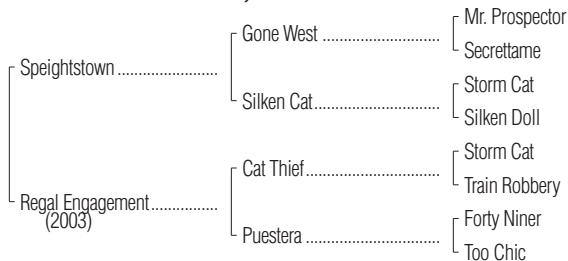 Mr. Prospector
Gone West
Secrettame
Speightstown
Storm Cat
Silken Cat
Silken Doll
Storm Cat
Cat Thief
Train Robbery
Regal Engagement
(2003)
Forty Niner
Puestera
Too Chic